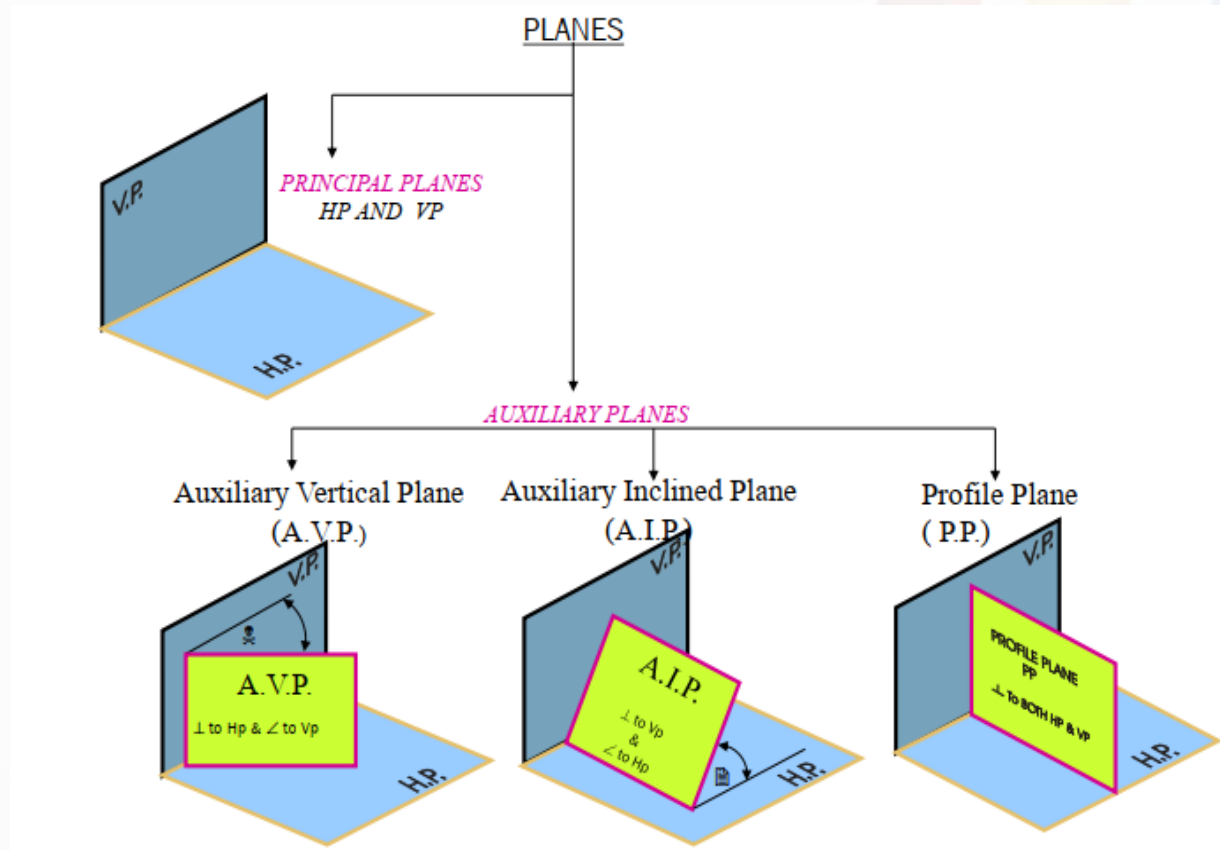 PLANES
V.P.
PRINCIPAL PLANES
HP AND VP
H.P.
AUXILIARY PLANES
Auxiliary Vertical Plane
(A.V.P.)
Auxiliary Inclined Plane
(A.I.P.)
Profile Plane
( P.P.)
V.P.
☠
A.V.P.
⊥ to Hp & ∠ to Vp
H.P.
V.P.
A.I.P.
⊥ to Vp
&
∠ to Hp
H.P.
V.P.
PROFILE PLANE
PP
⊥ To BOTH HP & VP
H.P.